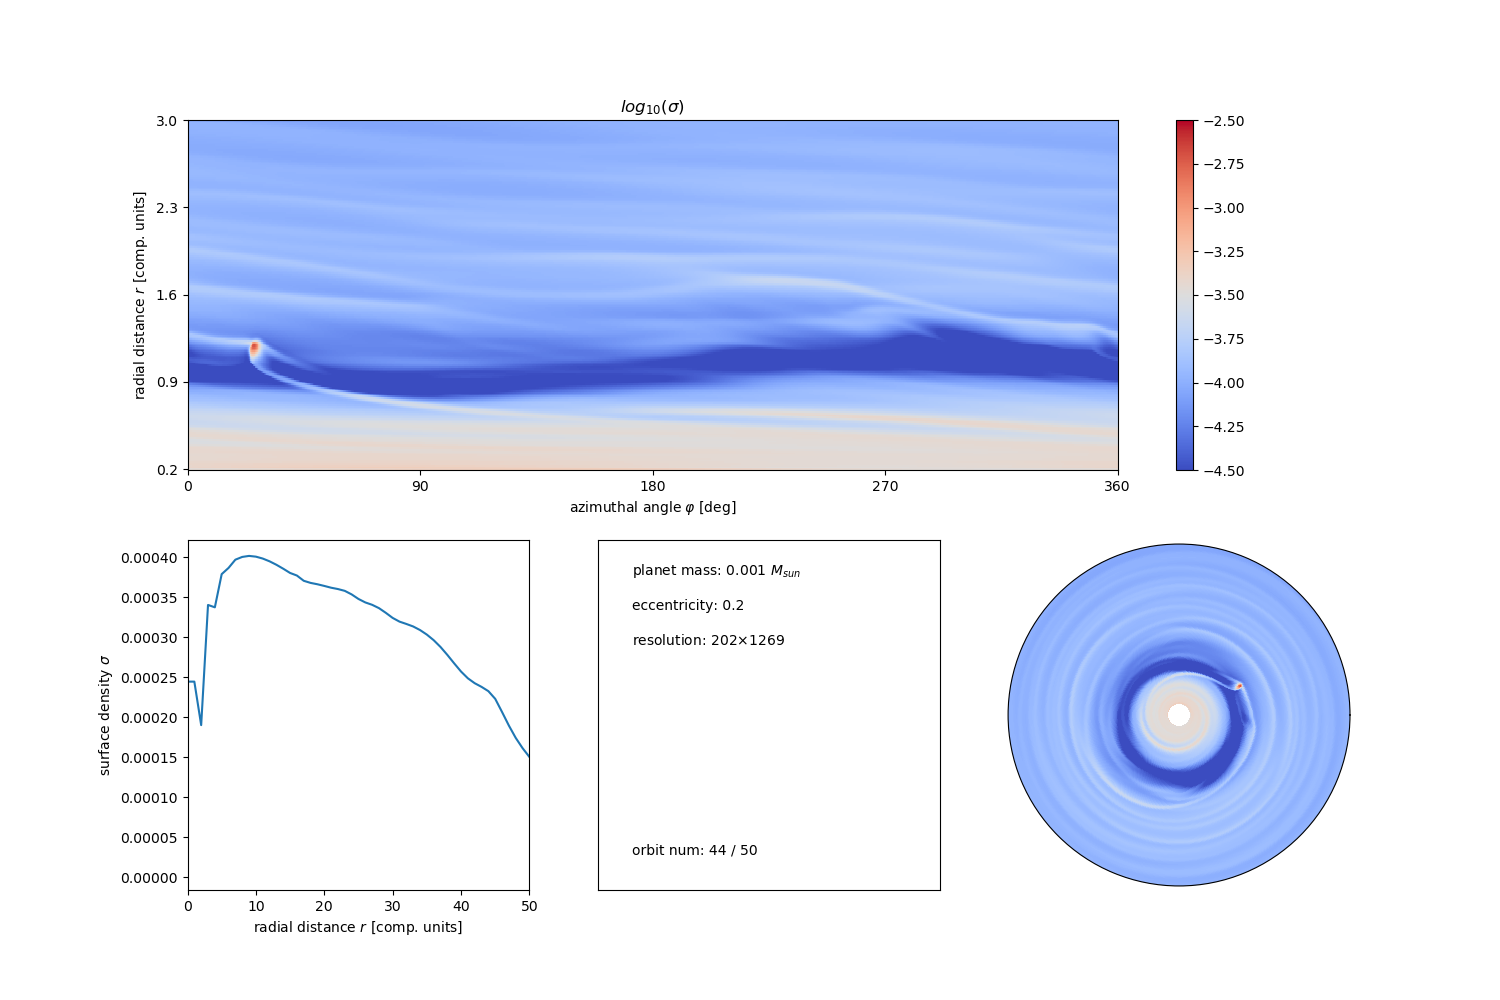 log₁₀(σ)
radial distance r [comp. units]
3.0
2.3
1.6
0.9
0.2
0 90 180 270 360
azimuthal angle φ [deg]
−2.50
−2.75
−3.00
−3.25
−3.50
−3.75
−4.00
−4.25
−4.50
surface density σ
0.00040
0.00035
0.00030
0.00025
0.00020
0.00015
0.00010
0.00005
0.00000
0 10 20 30 40 50
radial distance r [comp. units]
planet mass: 0.001 M_sun
eccentricity: 0.2
resolution: 202×1269
orbit num: 44 / 50